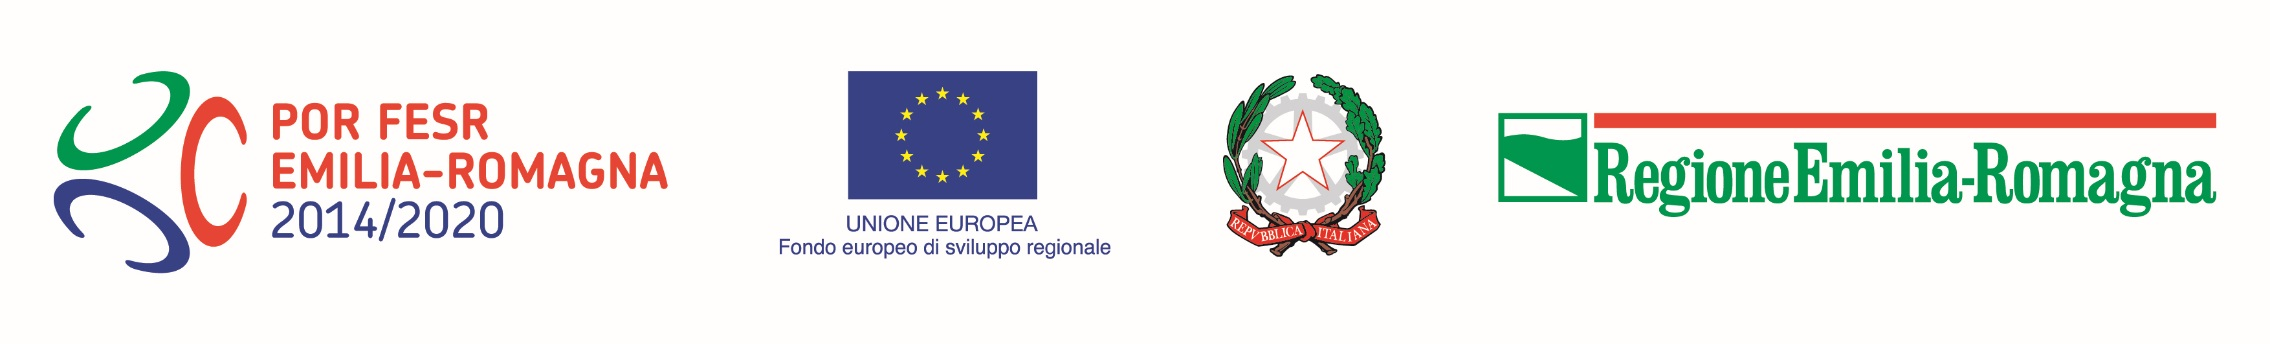 POR FESR
EMILIA-ROMAGNA
2014/2020
UNIONE EUROPEA
Fondo europeo di sviluppo regionale
REPVBBLICA ITALIANA
RegioneEmilia-Romagna